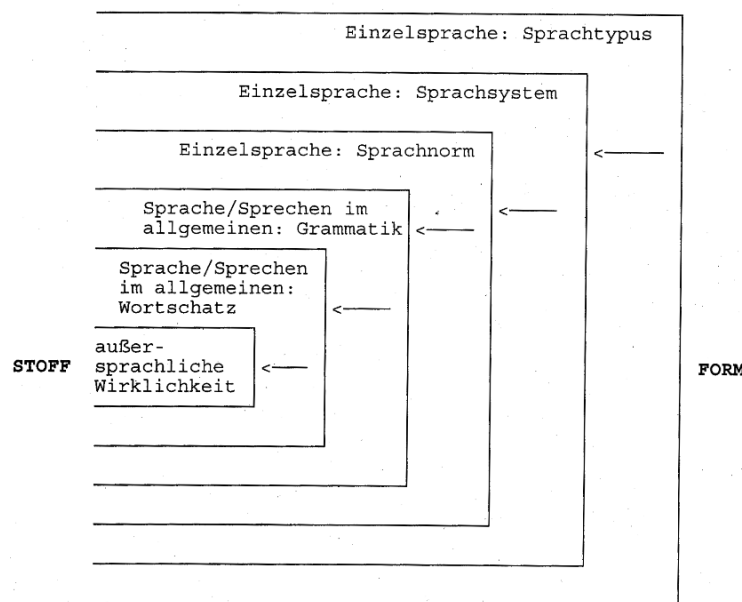 Einzelsprache: Sprachtypus
Einzelsprache: Sprachsystem
Einzelsprache: Sprachnorm
Sprache/Sprechen im
allgemeinen: Grammatik
Sprache/Sprechen
im allgemeinen:
Wortschatz
außer-
STOFF sprachliche FORM
Wirklichkeit